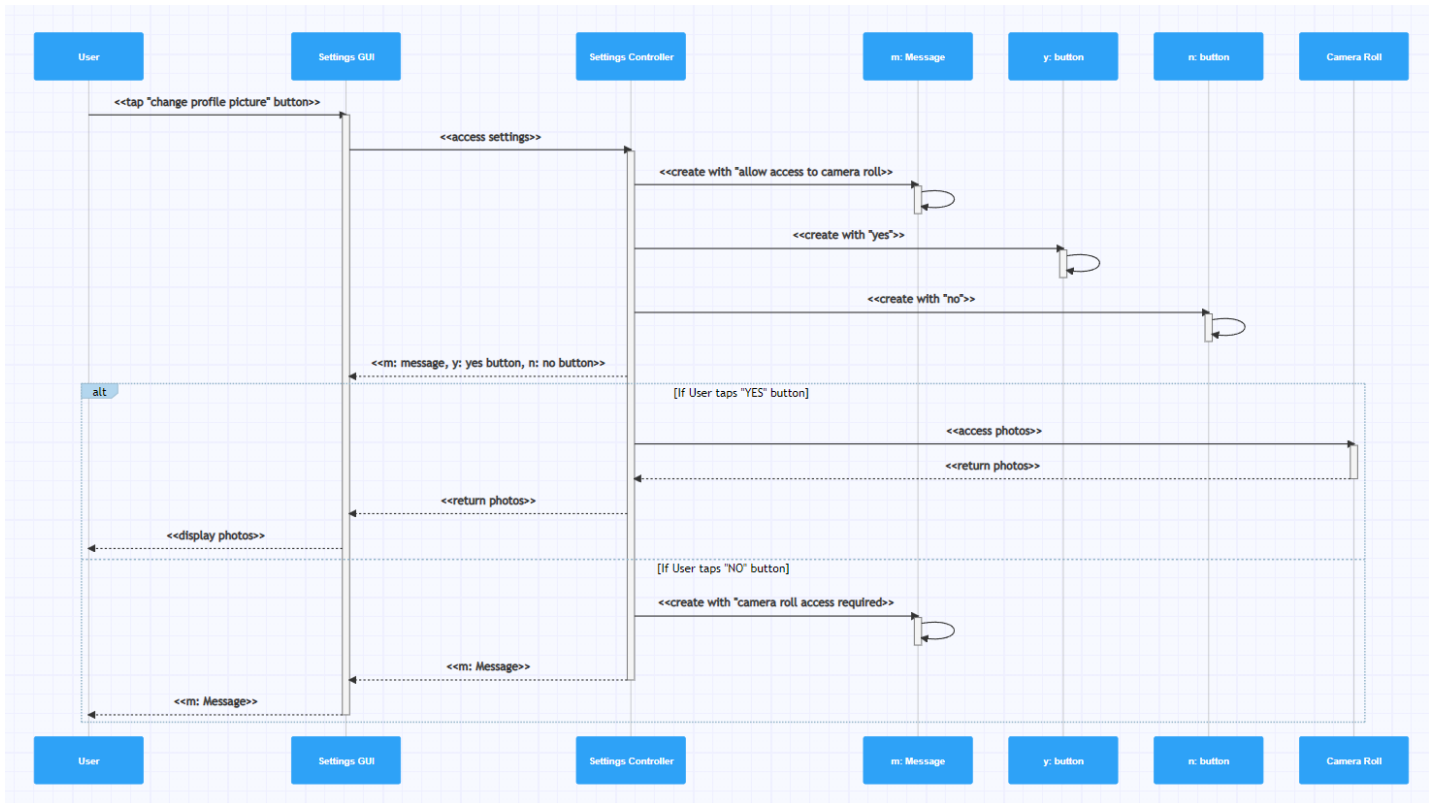 User
Settings GUI
Settings Controller
m: Message
y: button
n: button
Camera Roll
<<tap "change profile picture" button>>
<<access settings>>
<<create with "allow access to camera roll>>
<<create with "yes">>
<<create with "no">>
<<m: message, y: yes button, n: no button>>
alt
[If User taps "YES" button]
<<access photos>>
<<return photos>>
<<return photos>>
<<display photos>>
[If User taps "NO" button]
<<create with "camera roll access required>>
<<m: Message>>
<<m: Message>>
User
Settings GUI
Settings Controller
m: Message
y: button
n: button
Camera Roll